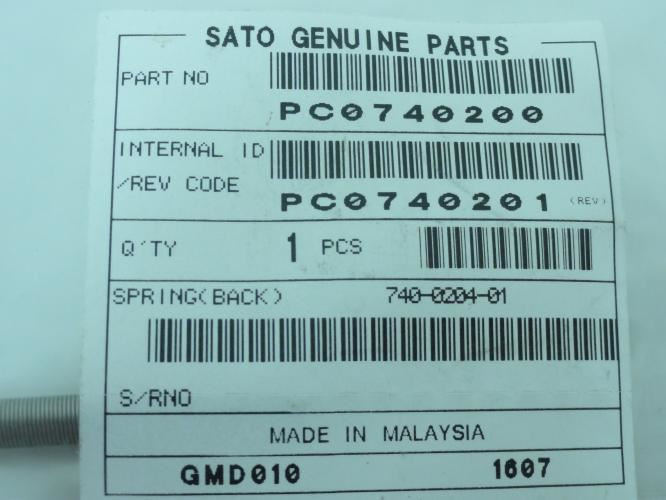 SATO GENUINE PARTS
PART NO
PC0740200
INTERNAL ID
/REV CODE
PC0740201 (REV)
Q'TY 1 PCS
SPRING(BACK) 740-0204-01
S/RNO
MADE IN MALAYSIA
GMD010 1607